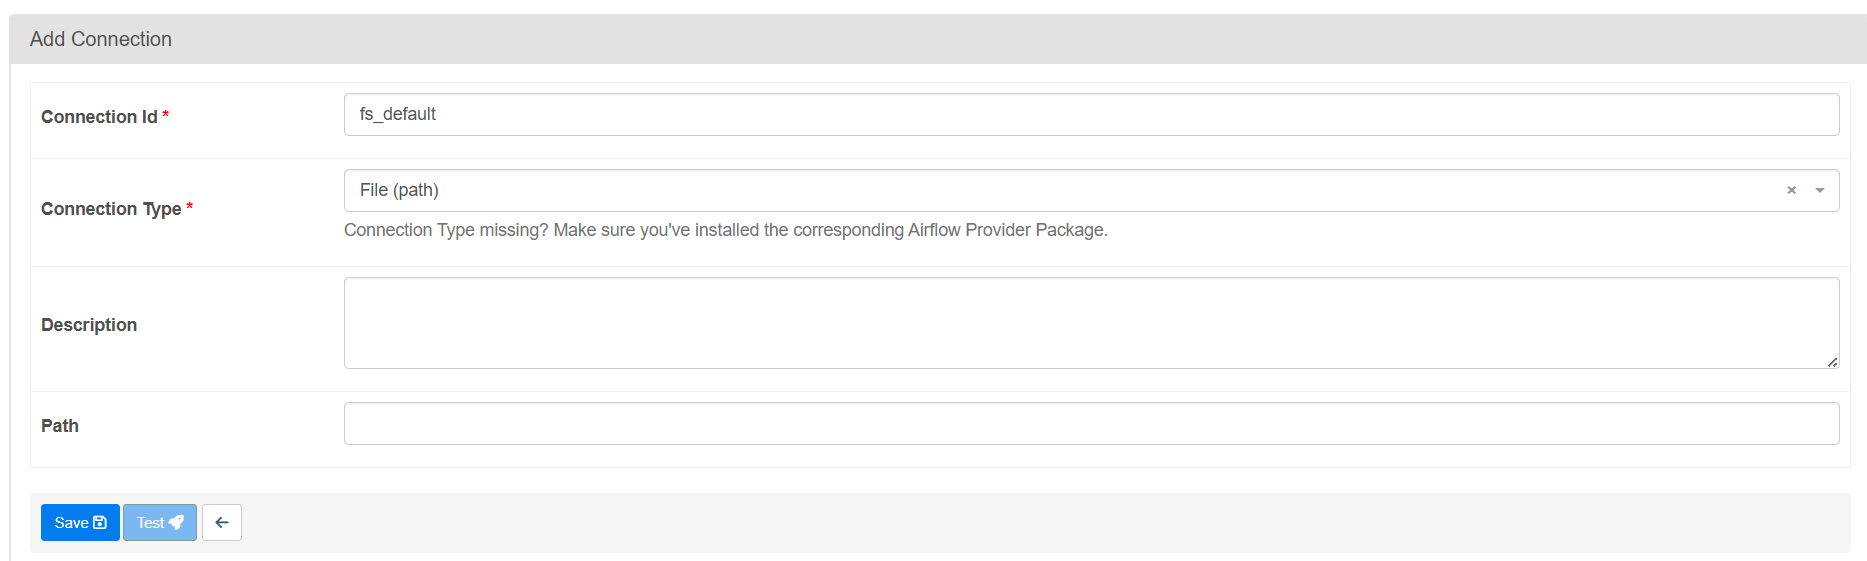 Add Connection
Connection Id *
fs_default
Connection Type *
File (path)
Connection Type missing? Make sure you've installed the corresponding Airflow Provider Package.
Description
Path
Save
Test